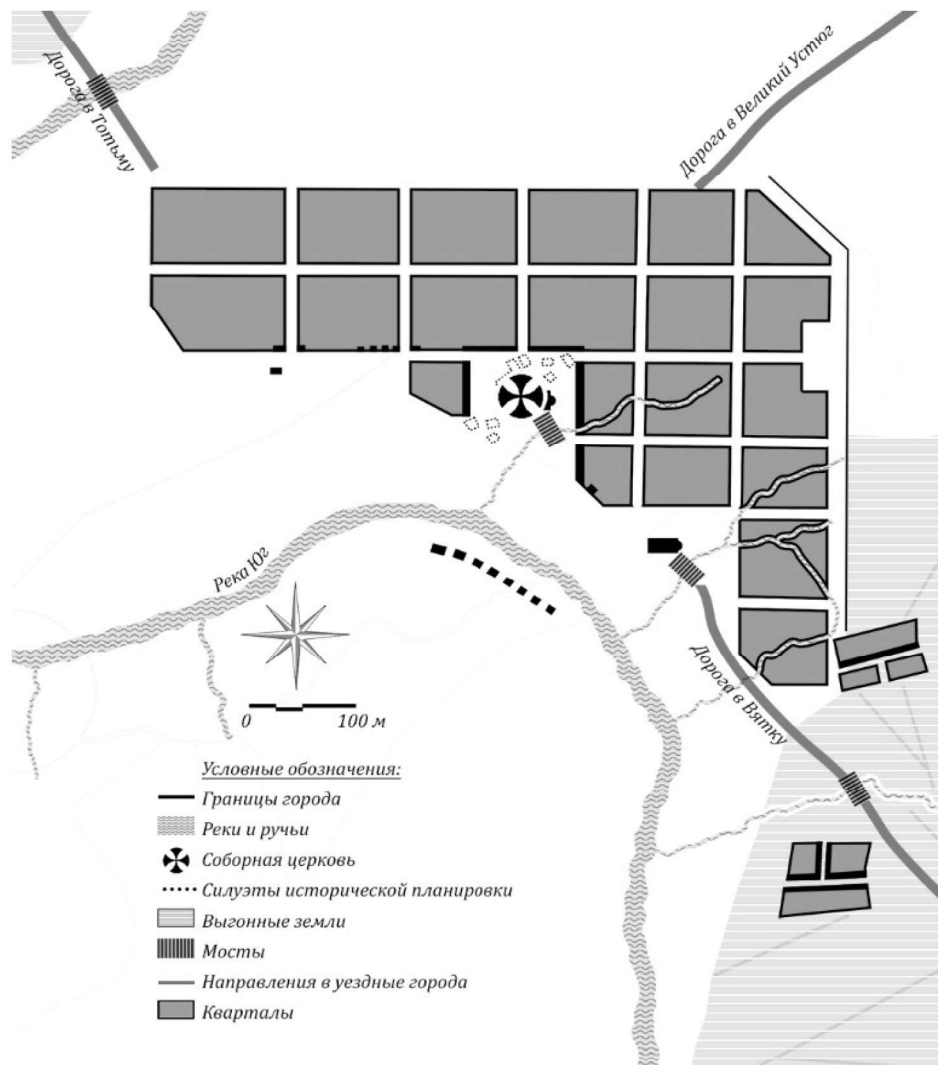 Дорога в Тотьму
Дорога в Великий Устюг
Река Юг
Дорога в Вятку
0 100 м
Условные обозначения:
Границы города
Реки и ручьи
Соборная церковь
Силуэты исторической планировки
Выгонные земли
Мосты
Направления в уездные города
Кварталы